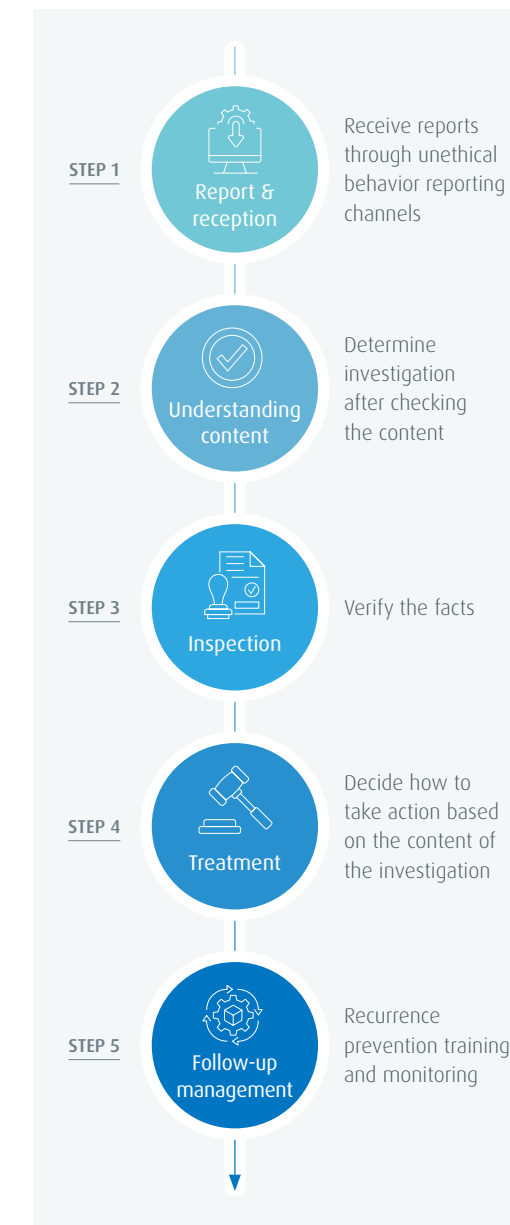 STEP 1
Report &
reception
Receive reports
through unethical
behavior reporting
channels
STEP 2
Understanding
content
Determine
investigation
after checking
the content
STEP 3
Inspection
Verify the facts
STEP 4
Treatment
Decide how to
take action based
on the content of
the investigation
STEP 5
Follow-up
management
Recurrence
prevention training
and monitoring